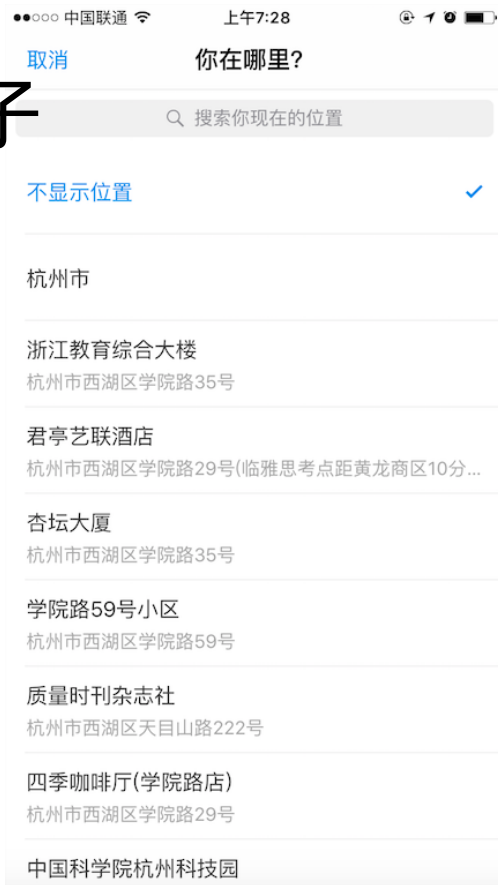 中国联通 上午7:28
取消 你在哪里?
子
搜索你现在的位置
不显示位置
杭州市
浙江教育综合大楼
杭州市西湖区学院路35号
君亭艺联酒店
杭州市西湖区学院路29号(临雅思考点距黄龙商区10分...
杏坛大厦
杭州市西湖区学院路35号
学院路59号小区
杭州市西湖区学院路59号
质量时刊杂志社
杭州市西湖区天目山路222号
四季咖啡厅(学院路店)
杭州市西湖区学院路29号
中国科学院杭州科技园